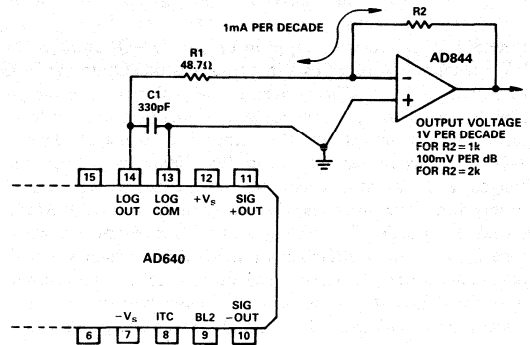 R2
1mA PER DECADE
R1
48.7Ω
AD844
C1
330pF
−
+
OUTPUT VOLTAGE
1V PER DECADE
FOR R2 = 1k
100mV PER dB
FOR R2 = 2k
15 14 13 12 11
LOG OUT
LOG COM
+Vs
SIG +OUT
AD640
−Vs
ITC
BL2
SIG −OUT
6 7 8 9 10